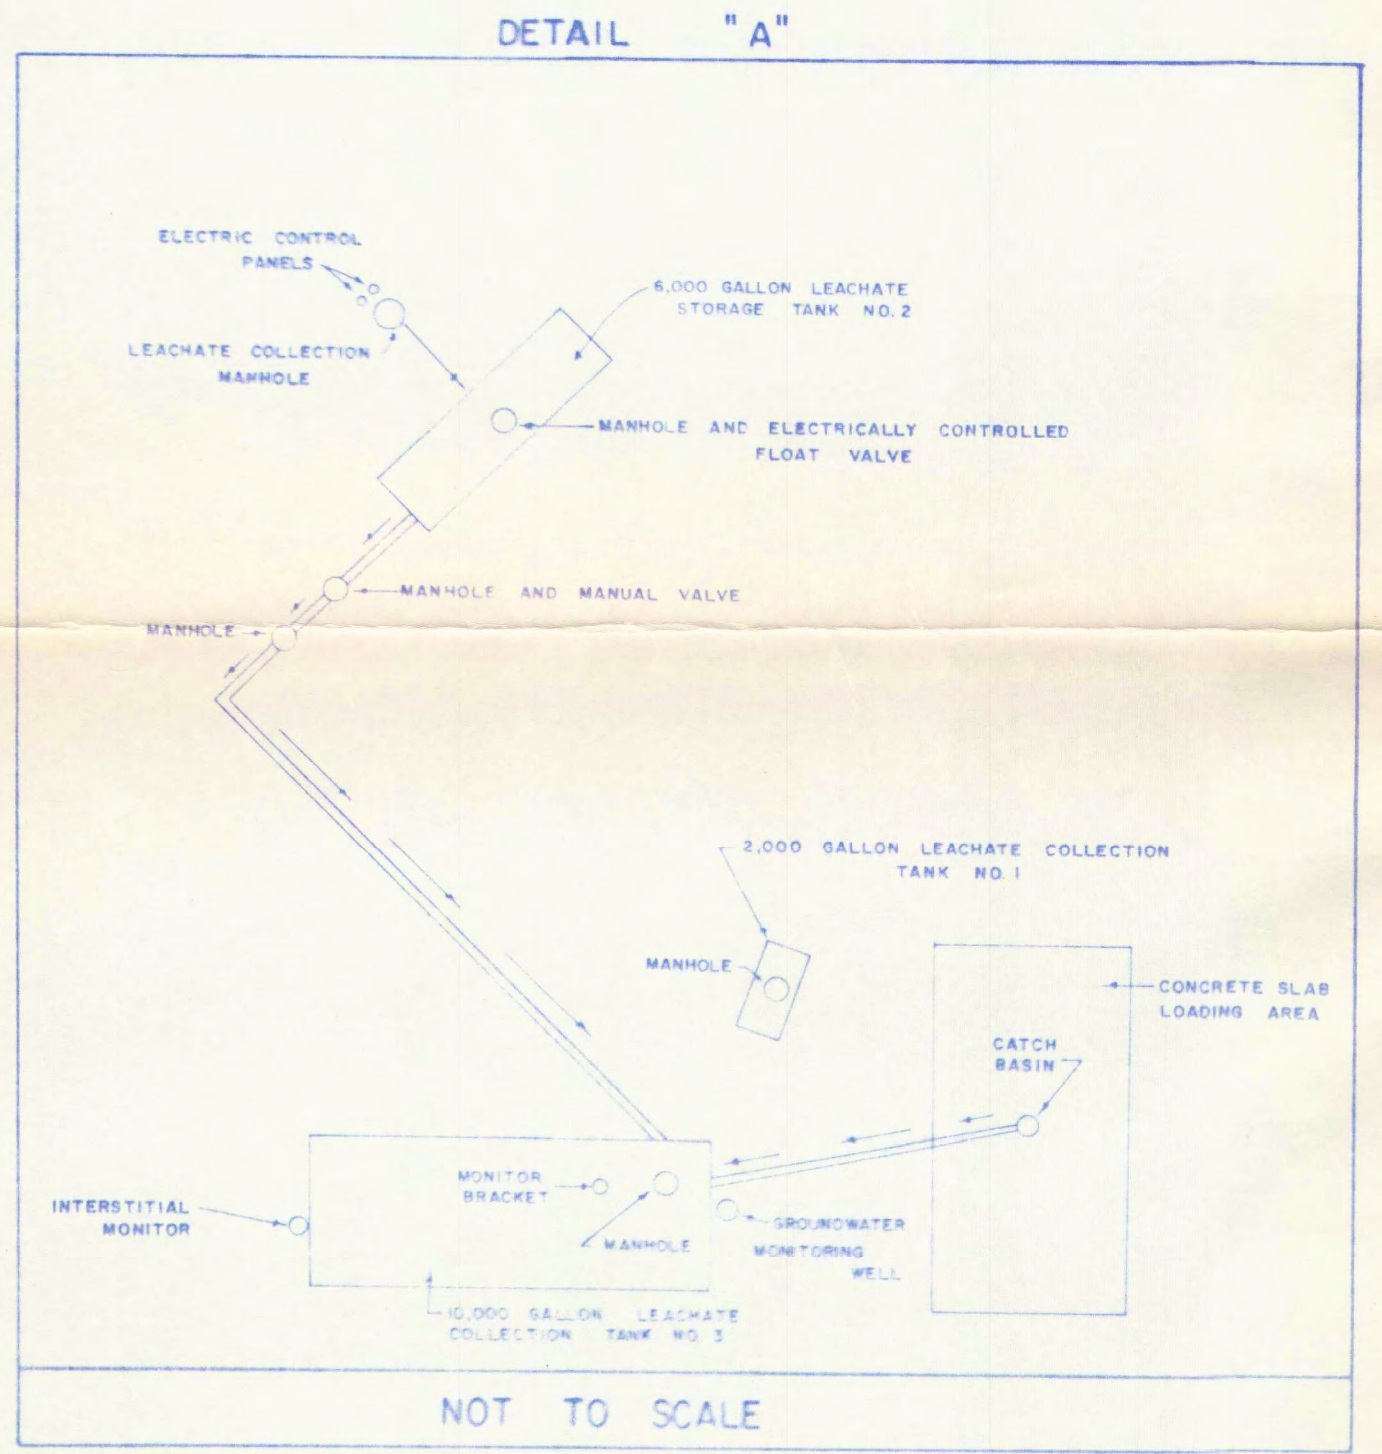 DETAIL "A"
ELECTRIC CONTROL
PANELS
6,000 GALLON LEACHATE
STORAGE TANK NO. 2
LEACHATE COLLECTION
MANHOLE
MANHOLE AND ELECTRICALLY CONTROLLED
FLOAT VALVE
MANHOLE AND MANUAL VALVE
MANHOLE
2,000 GALLON LEACHATE COLLECTION
TANK NO. 1
MANHOLE
CONCRETE SLAB
LOADING AREA
CATCH
BASIN
MONITOR
BRACKET
INTERSTITIAL
MONITOR
MANHOLE
GROUNDWATER
MONITORING
WELL
10,000 GALLON LEACHATE
COLLECTION TANK NO. 3
NOT TO SCALE